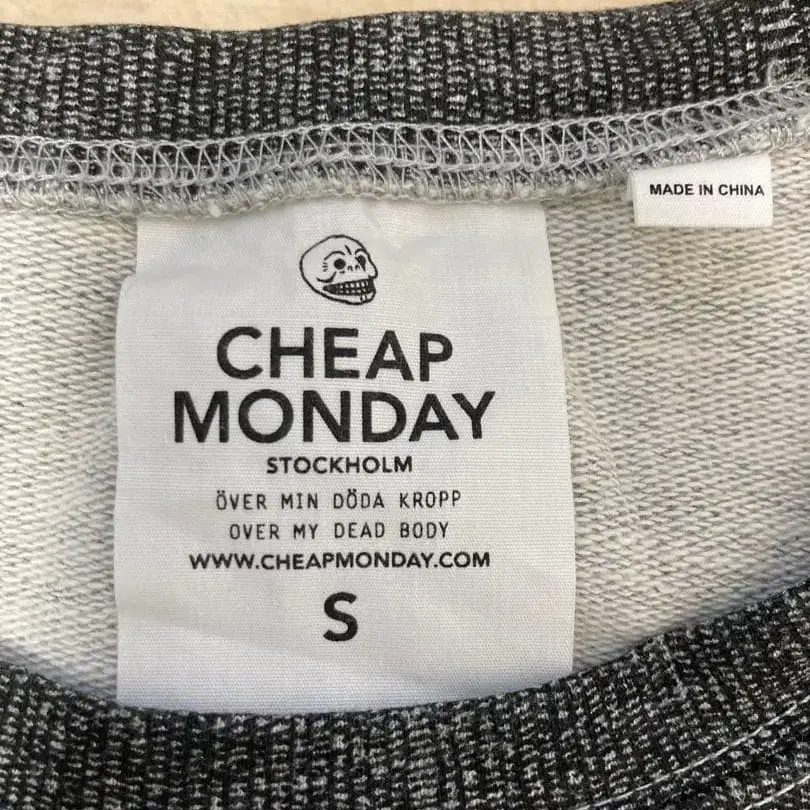 MADE IN CHINA
CHEAP
MONDAY
STOCKHOLM
ÖVER MIN DÖDA KROPP
OVER MY DEAD BODY
WWW.CHEAPMONDAY.COM
S